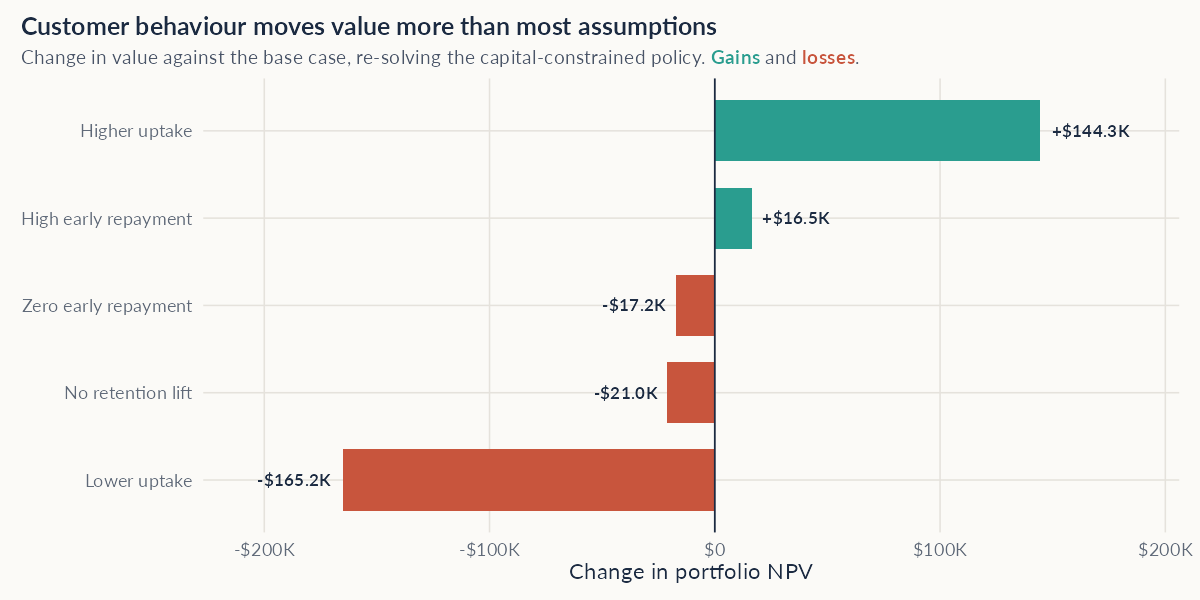 Customer behaviour moves value more than most assumptions
Change in value against the base case, re-solving the capital-constrained policy. Gains and losses.
Higher uptake
+$144.3K
High early repayment
+$16.5K
Zero early repayment
-$17.2K
No retention lift
-$21.0K
Lower uptake
-$165.2K
-$200K
-$100K
$0
$100K
$200K
Change in portfolio NPV